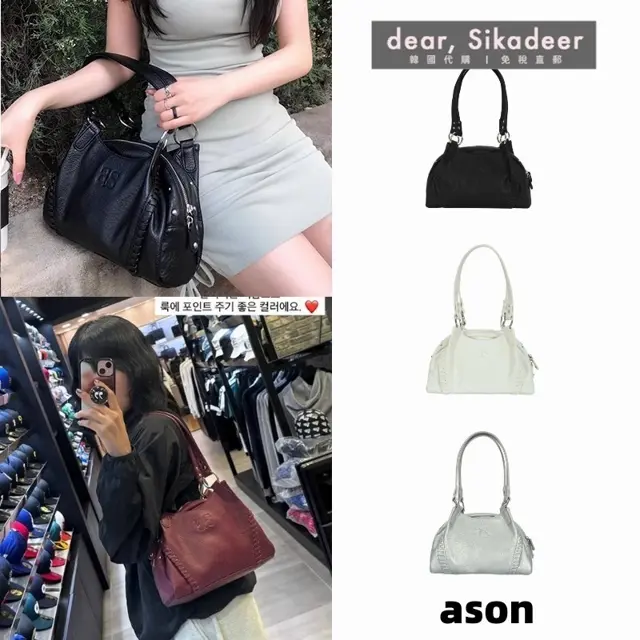 dear, Sikadeer
韓國代購 | 免稅直郵
룩에 포인트 주기 좋은 컬러에요. ❤️
ason